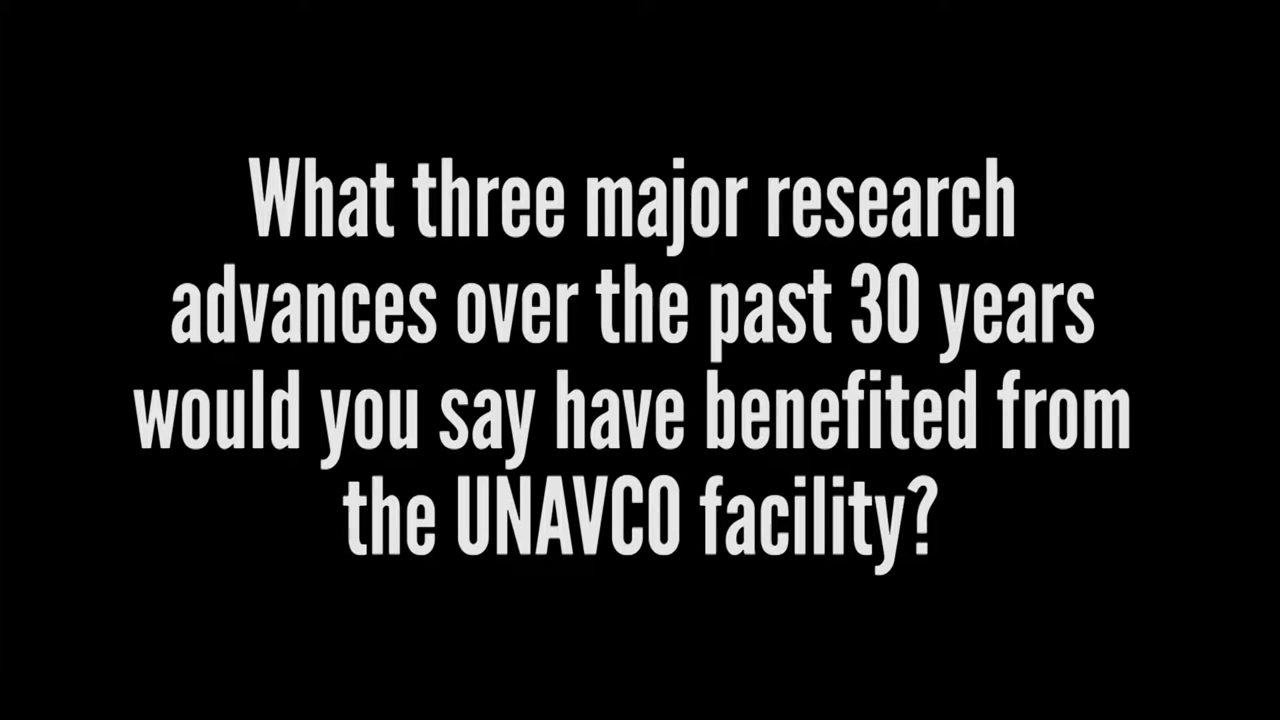 What three major research
advances over the past 30 years
would you say have benefited from
the UNAVCO facility?